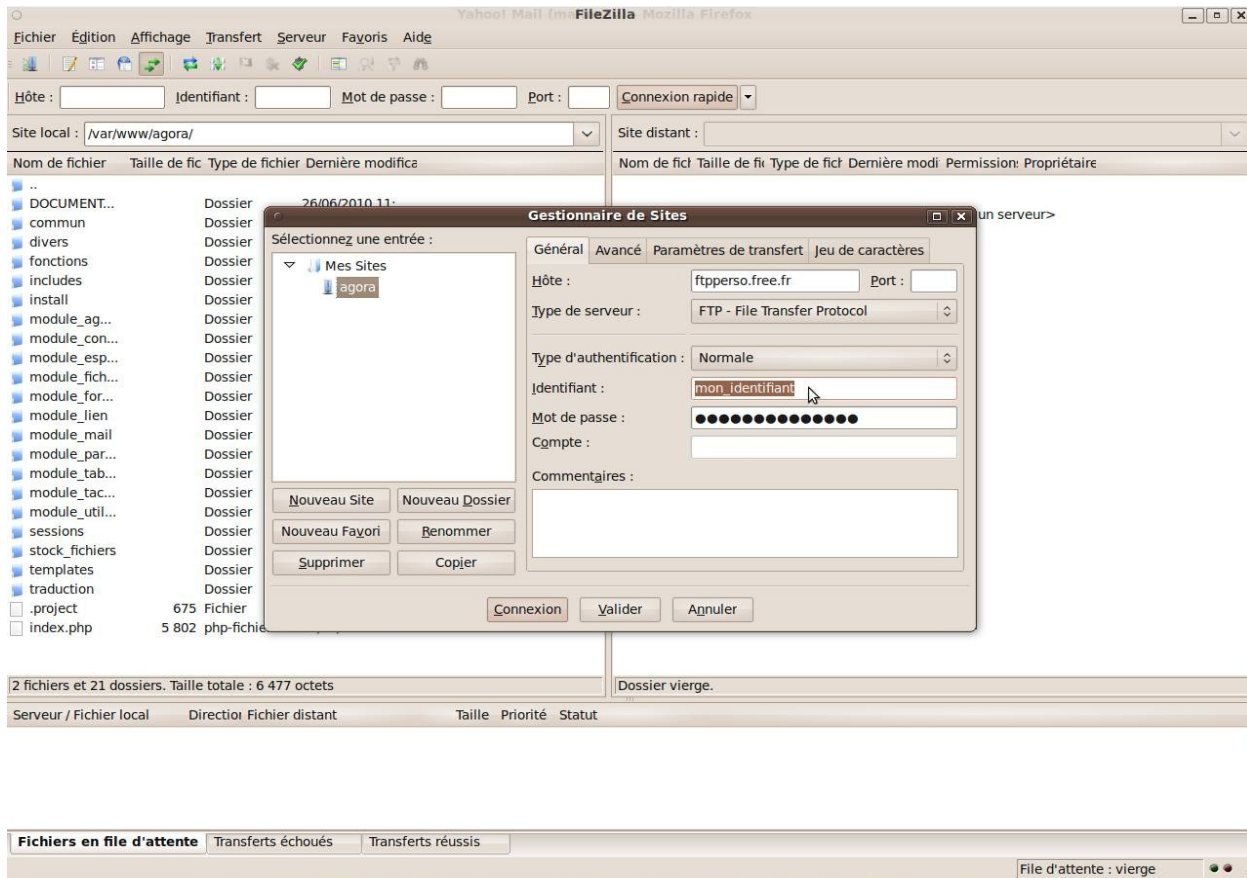 Yahoo! Mail (ma FileZilla Mozilla Firefox
Fichier Édition Affichage Transfert Serveur Favoris Aide
Hôte : Identifiant : Mot de passe : Port : Connexion rapide
Site local : /var/www/agora/
Site distant :
Nom de fichier Taille de fic Type de fichier Dernière modifica
Nom de fich Taille de fic Type de fich Dernière modi Permission: Propriétaire
..
DOCUMENT... Dossier 26/06/2010 11:
commun Dossier
divers Dossier
fonctions Dossier
includes Dossier
install Dossier
module_ag... Dossier
module_con... Dossier
module_esp... Dossier
module_fich... Dossier
module_for... Dossier
module_lien Dossier
module_mail Dossier
module_par... Dossier
module_tab... Dossier
module_tac... Dossier
module_util... Dossier
sessions Dossier
stock_fichiers Dossier
templates Dossier
traduction Dossier
.project 675 Fichier
index.php 5 802 php-fichie
un serveur>
Gestionnaire de Sites
Sélectionnez une entrée :
Mes Sites
agora
Nouveau Site Nouveau Dossier
Nouveau Favori Renommer
Supprimer Copier
Général Avancé Paramètres de transfert Jeu de caractères
Hôte : ftpperso.free.fr Port :
Type de serveur : FTP - File Transfer Protocol
Type d'authentification : Normale
Identifiant : mon_identifiant
Mot de passe : ●●●●●●●●●●●●●●
Compte :
Commentaires :
Connexion Valider Annuler
2 fichiers et 21 dossiers. Taille totale : 6 477 octets
Dossier vierge.
Serveur / Fichier local Direction Fichier distant Taille Priorité Statut
Fichiers en file d'attente Transferts échoués Transferts réussis
File d'attente : vierge